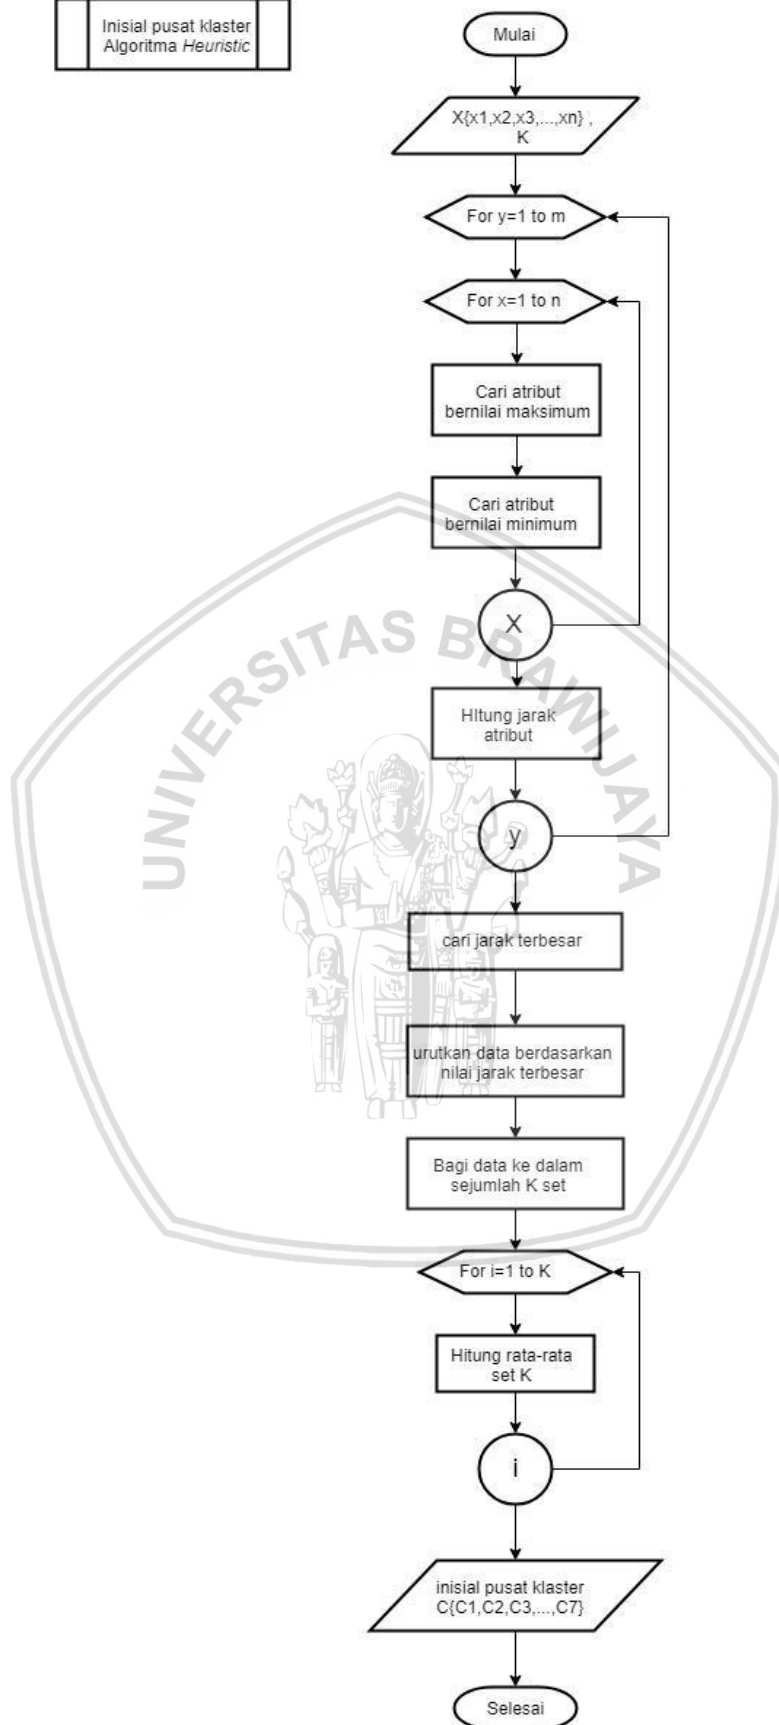 Inisial pusat klaster
Algoritma Heuristic
Mulai
X{x1,x2,x3,...,xn} ,
K
For y=1 to m
For x=1 to n
Cari atribut
bernilai maksimum
Cari atribut
bernilai minimum
X
HItung jarak
atribut
y
cari jarak terbesar
urutkan data berdasarkan
nilai jarak terbesar
Bagi data ke dalam
sejumlah K set
For i=1 to K
Hitung rata-rata
set K
i
inisial pusat klaster
C{C1,C2,C3,...,C7}
Selesai
UNIVERSITAS BRAWIJAYA